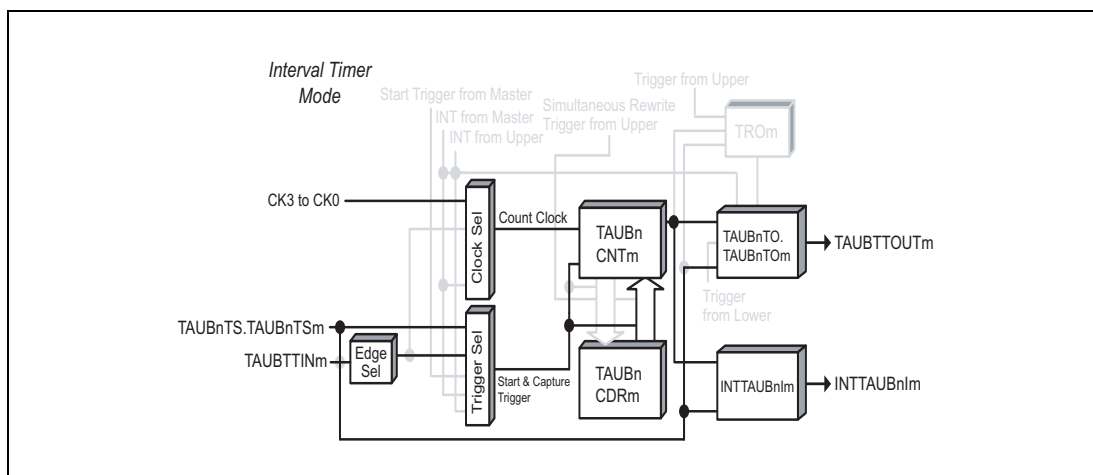 Interval Timer
Mode
Trigger from Upper
Start Trigger from Master
INT from Master
INT from Upper
Simultaneous Rewrite
Trigger from Upper
TROm
CK3 to CK0
Clock Sel
Count Clock
TAUBn
CNTm
TAUBnTO.
TAUBnTOm
TAUBTTOUTm
Trigger
from Lower
TAUBnTS.TAUBnTSm
TAUBTTINm
Edge
Sel
Trigger Sel
Start & Capture
Trigger
TAUBn
CDRm
INTTAUBnIm
INTTAUBnIm